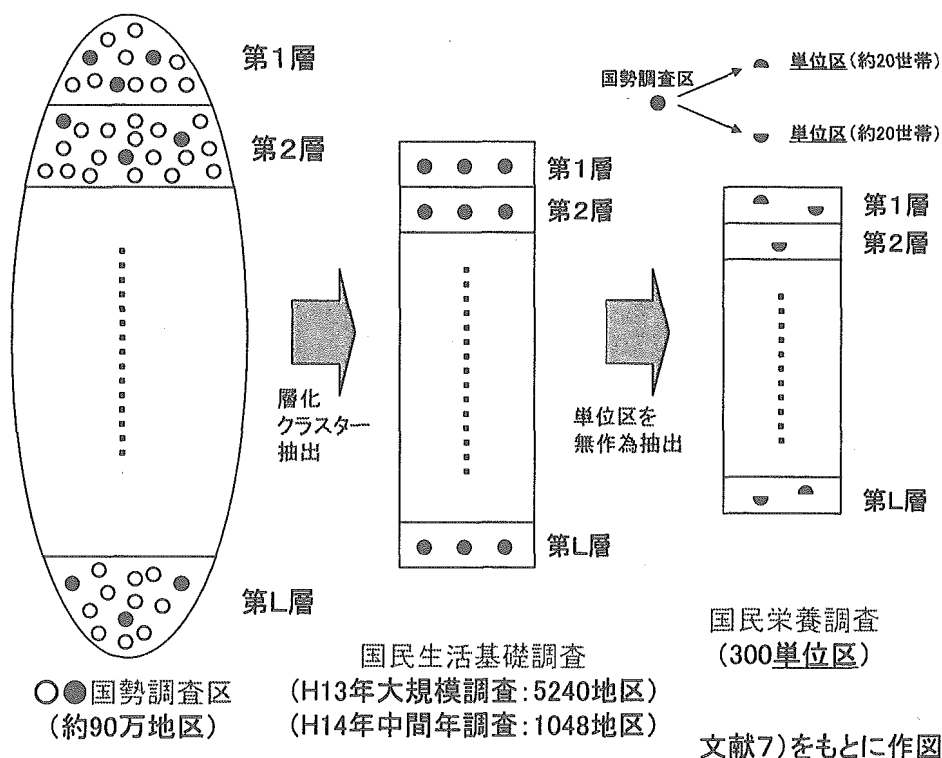 第1層
第2層
第L層
○●国勢調査区
(約90万地区)
層化
クラスター
抽出
第1層
第2層
第L層
国民生活基礎調査
(H13年大規模調査:5240地区)
(H14年中間年調査:1048地区)
単位区を
無作為抽出
国勢調査区
単位区(約20世帯)
単位区(約20世帯)
第1層
第2層
第L層
国民栄養調査
(300単位区)
文献7)をもとに作図